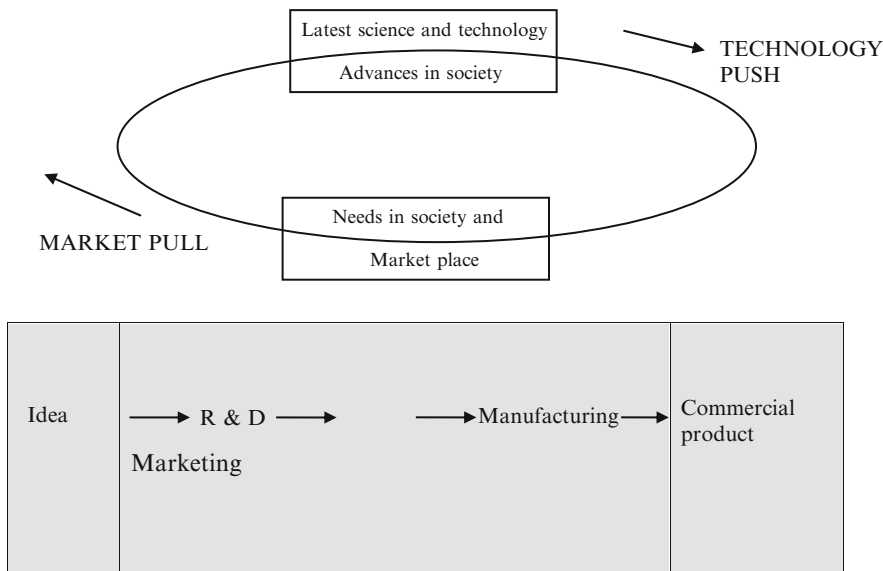 Latest science and technology
Advances in society
TECHNOLOGY
PUSH
Needs in society and
Market place
MARKET PULL
Idea
R & D
Manufacturing
Commercial
product
Marketing